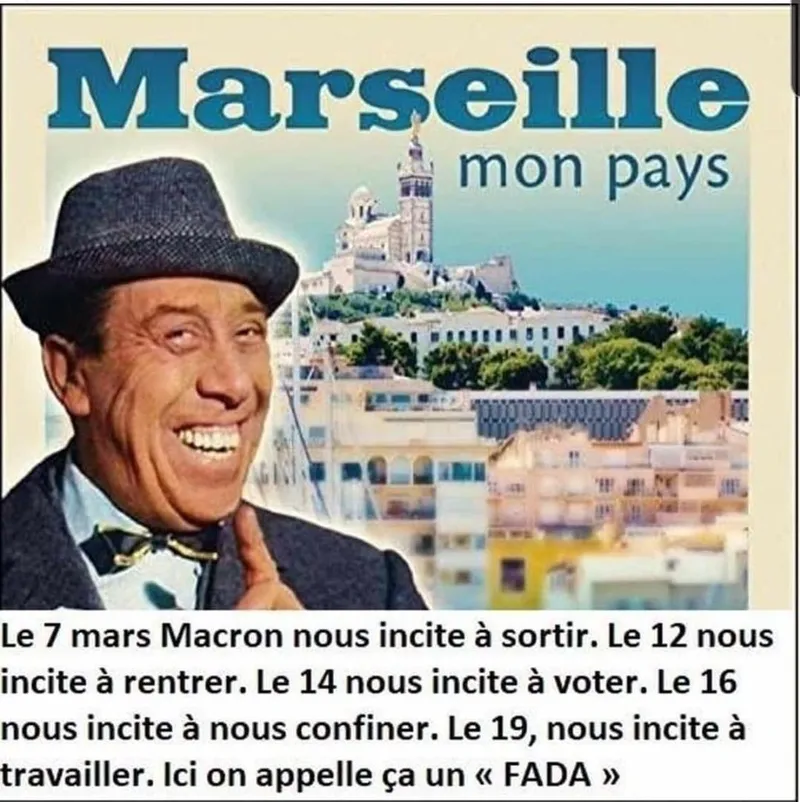 Marseille
mon pays
Le 7 mars Macron nous incite à sortir. Le 12 nous
incite à rentrer. Le 14 nous incite à voter. Le 16
nous incite à nous confiner. Le 19, nous incite à
travailler. Ici on appelle ça un « FADA »